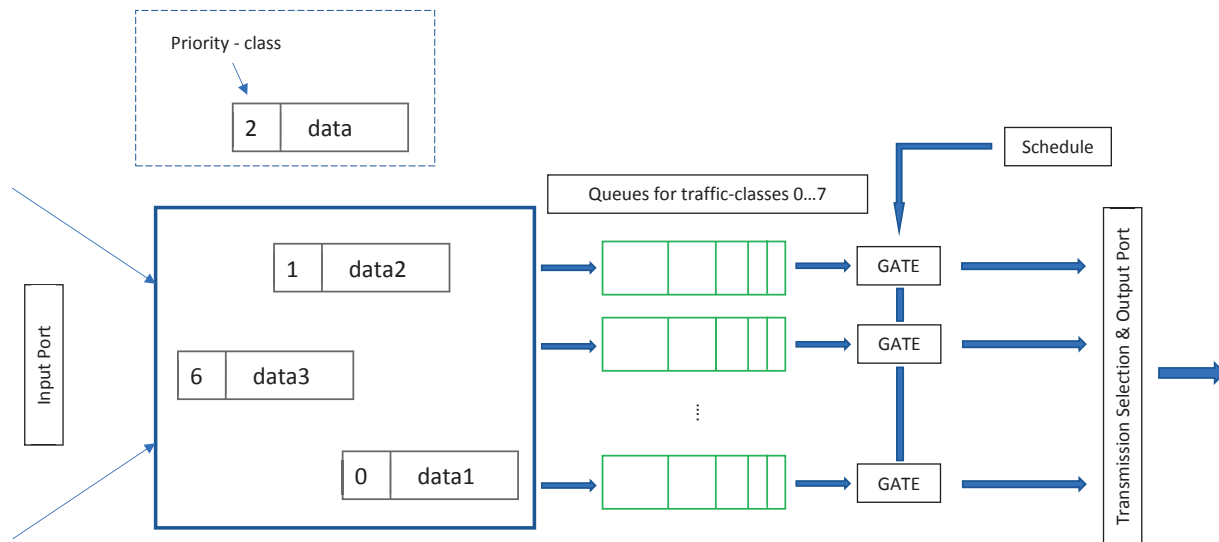 Priority - class
2 data
Schedule
Queues for traffic-classes 0...7
1 data2
GATE
Input Port
GATE
6 data3
....
0 data1
GATE
Transmission Selection & Output Port